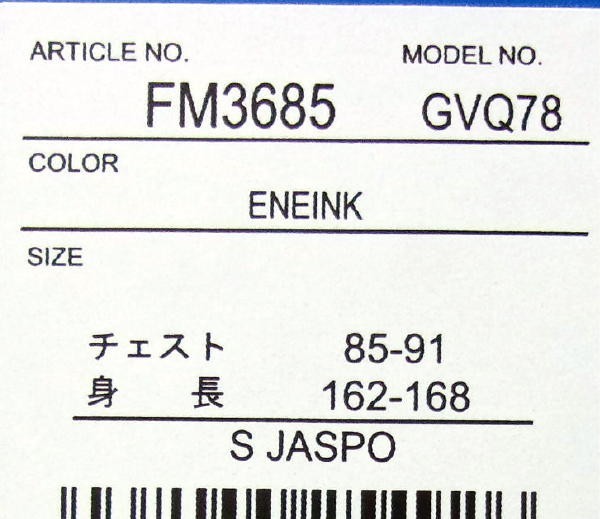 ARTICLE NO. MODEL NO.
FM3685 GVQ78
COLOR
ENEINK
SIZE
チェスト 85-91
身 長 162-168
S JASPO